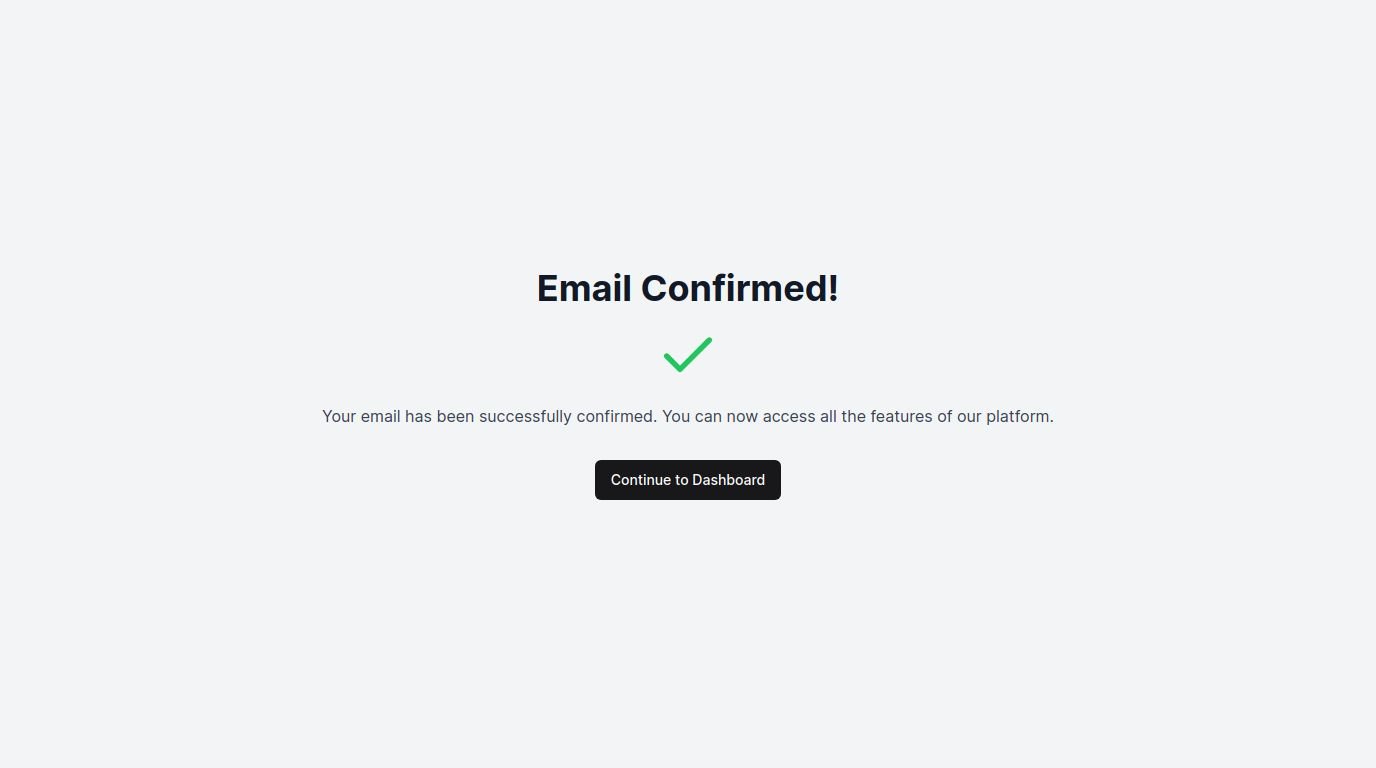 Email Confirmed!
Your email has been successfully confirmed. You can now access all the features of our platform.
Continue to Dashboard